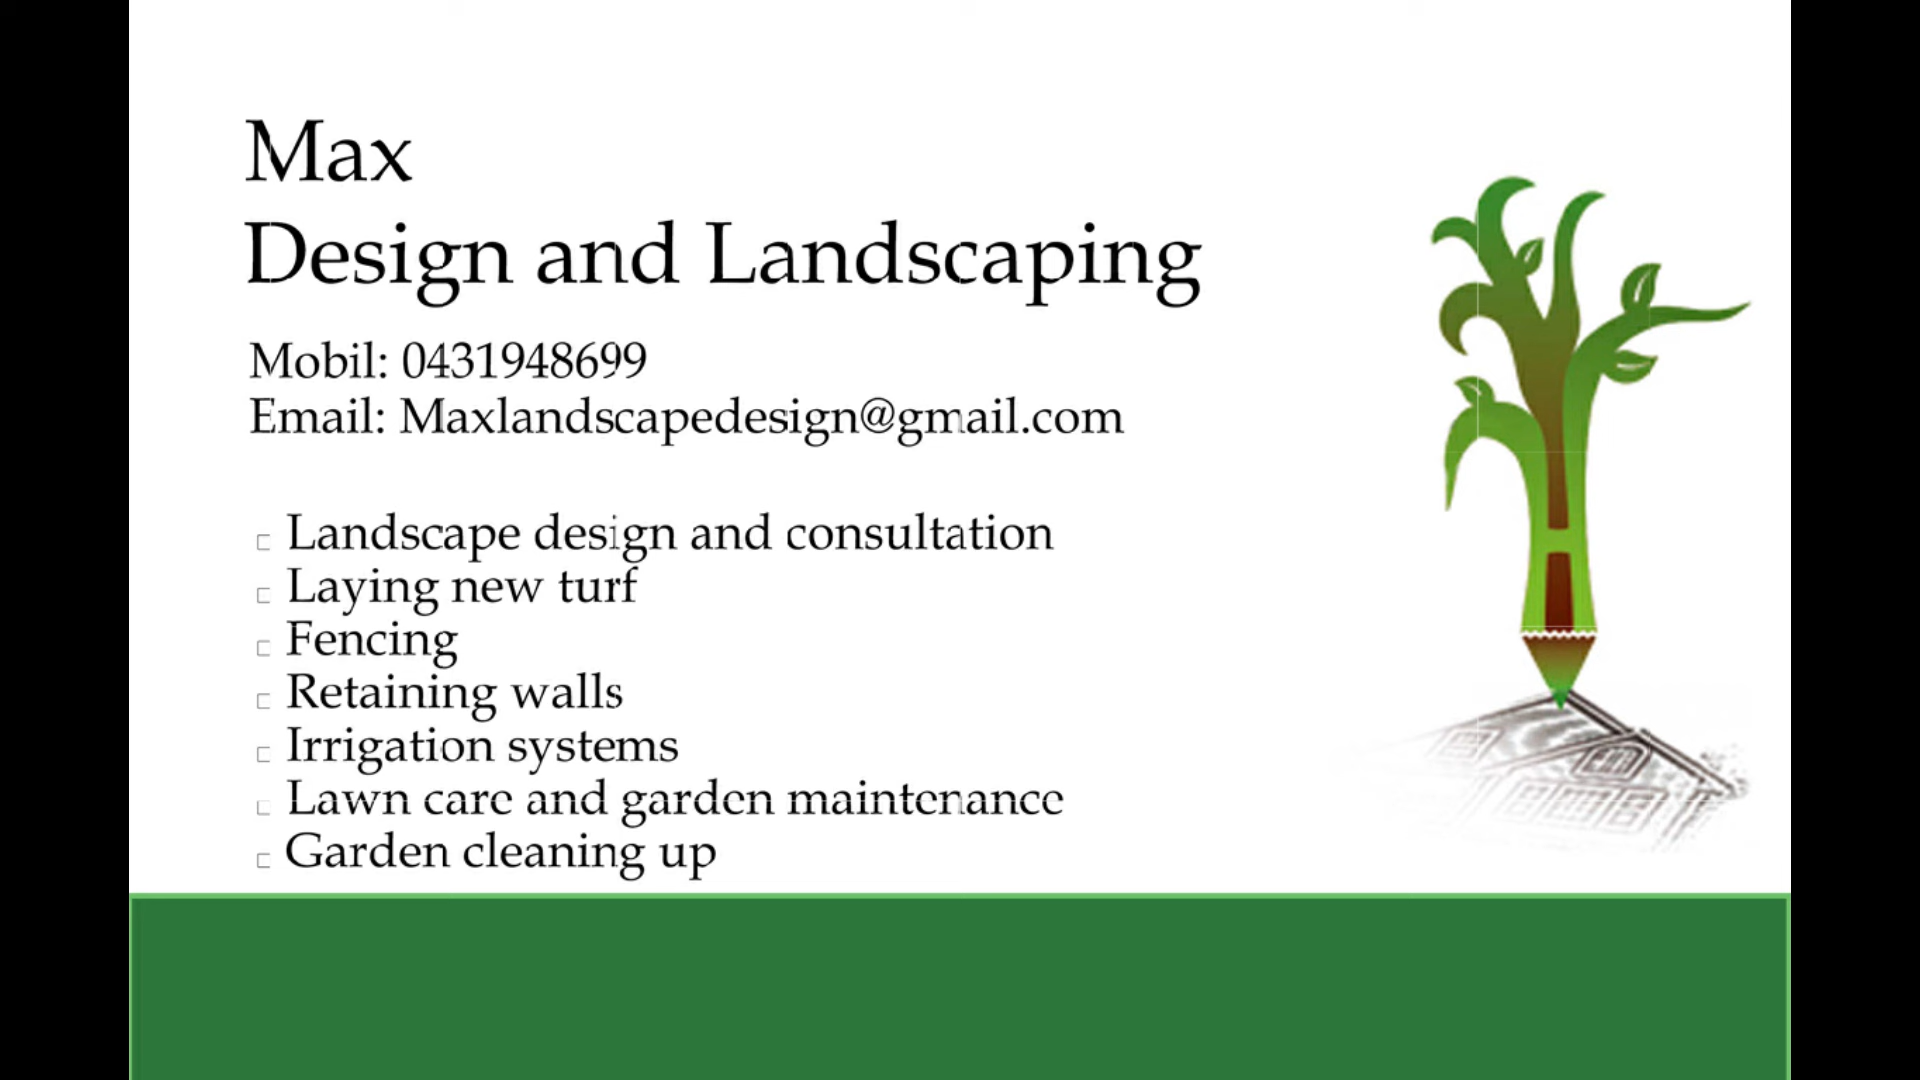 Max
Design and Landscaping
Mobil: 0431948699
Email: Maxlandscapedesign@gmail.com
Landscape design and consultation
Laying new turf
Fencing
Retaining walls
Irrigation systems
Lawn care and garden maintenance
Garden cleaning up